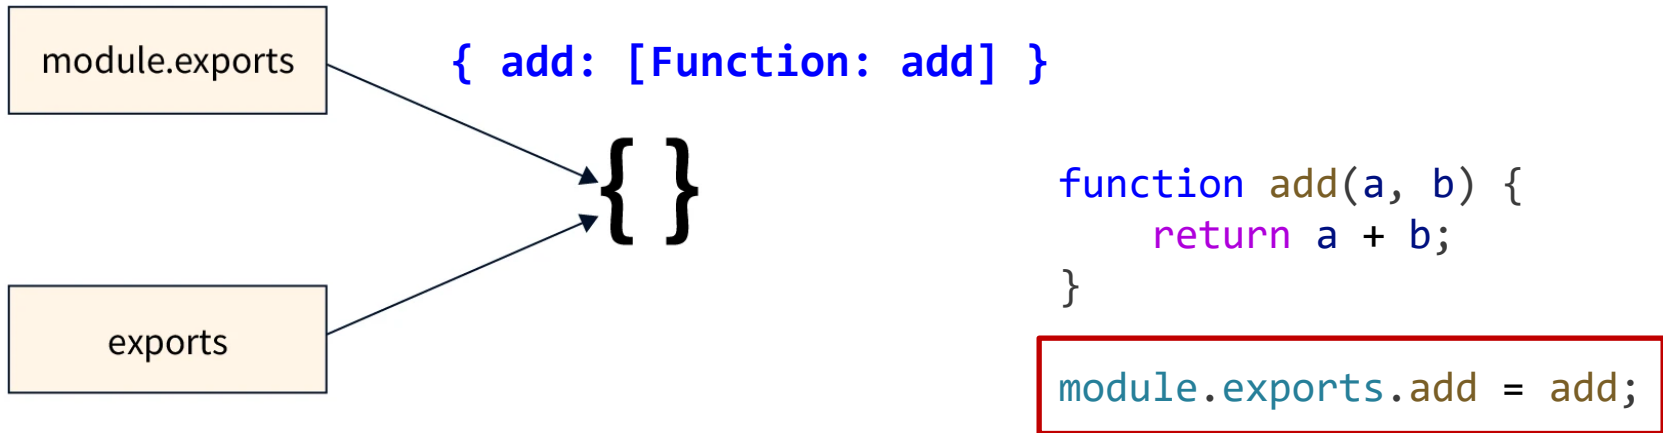 module.exports
{ add: [Function: add] }
{ }
exports
function add(a, b) {
    return a + b;
}
module.exports.add = add;